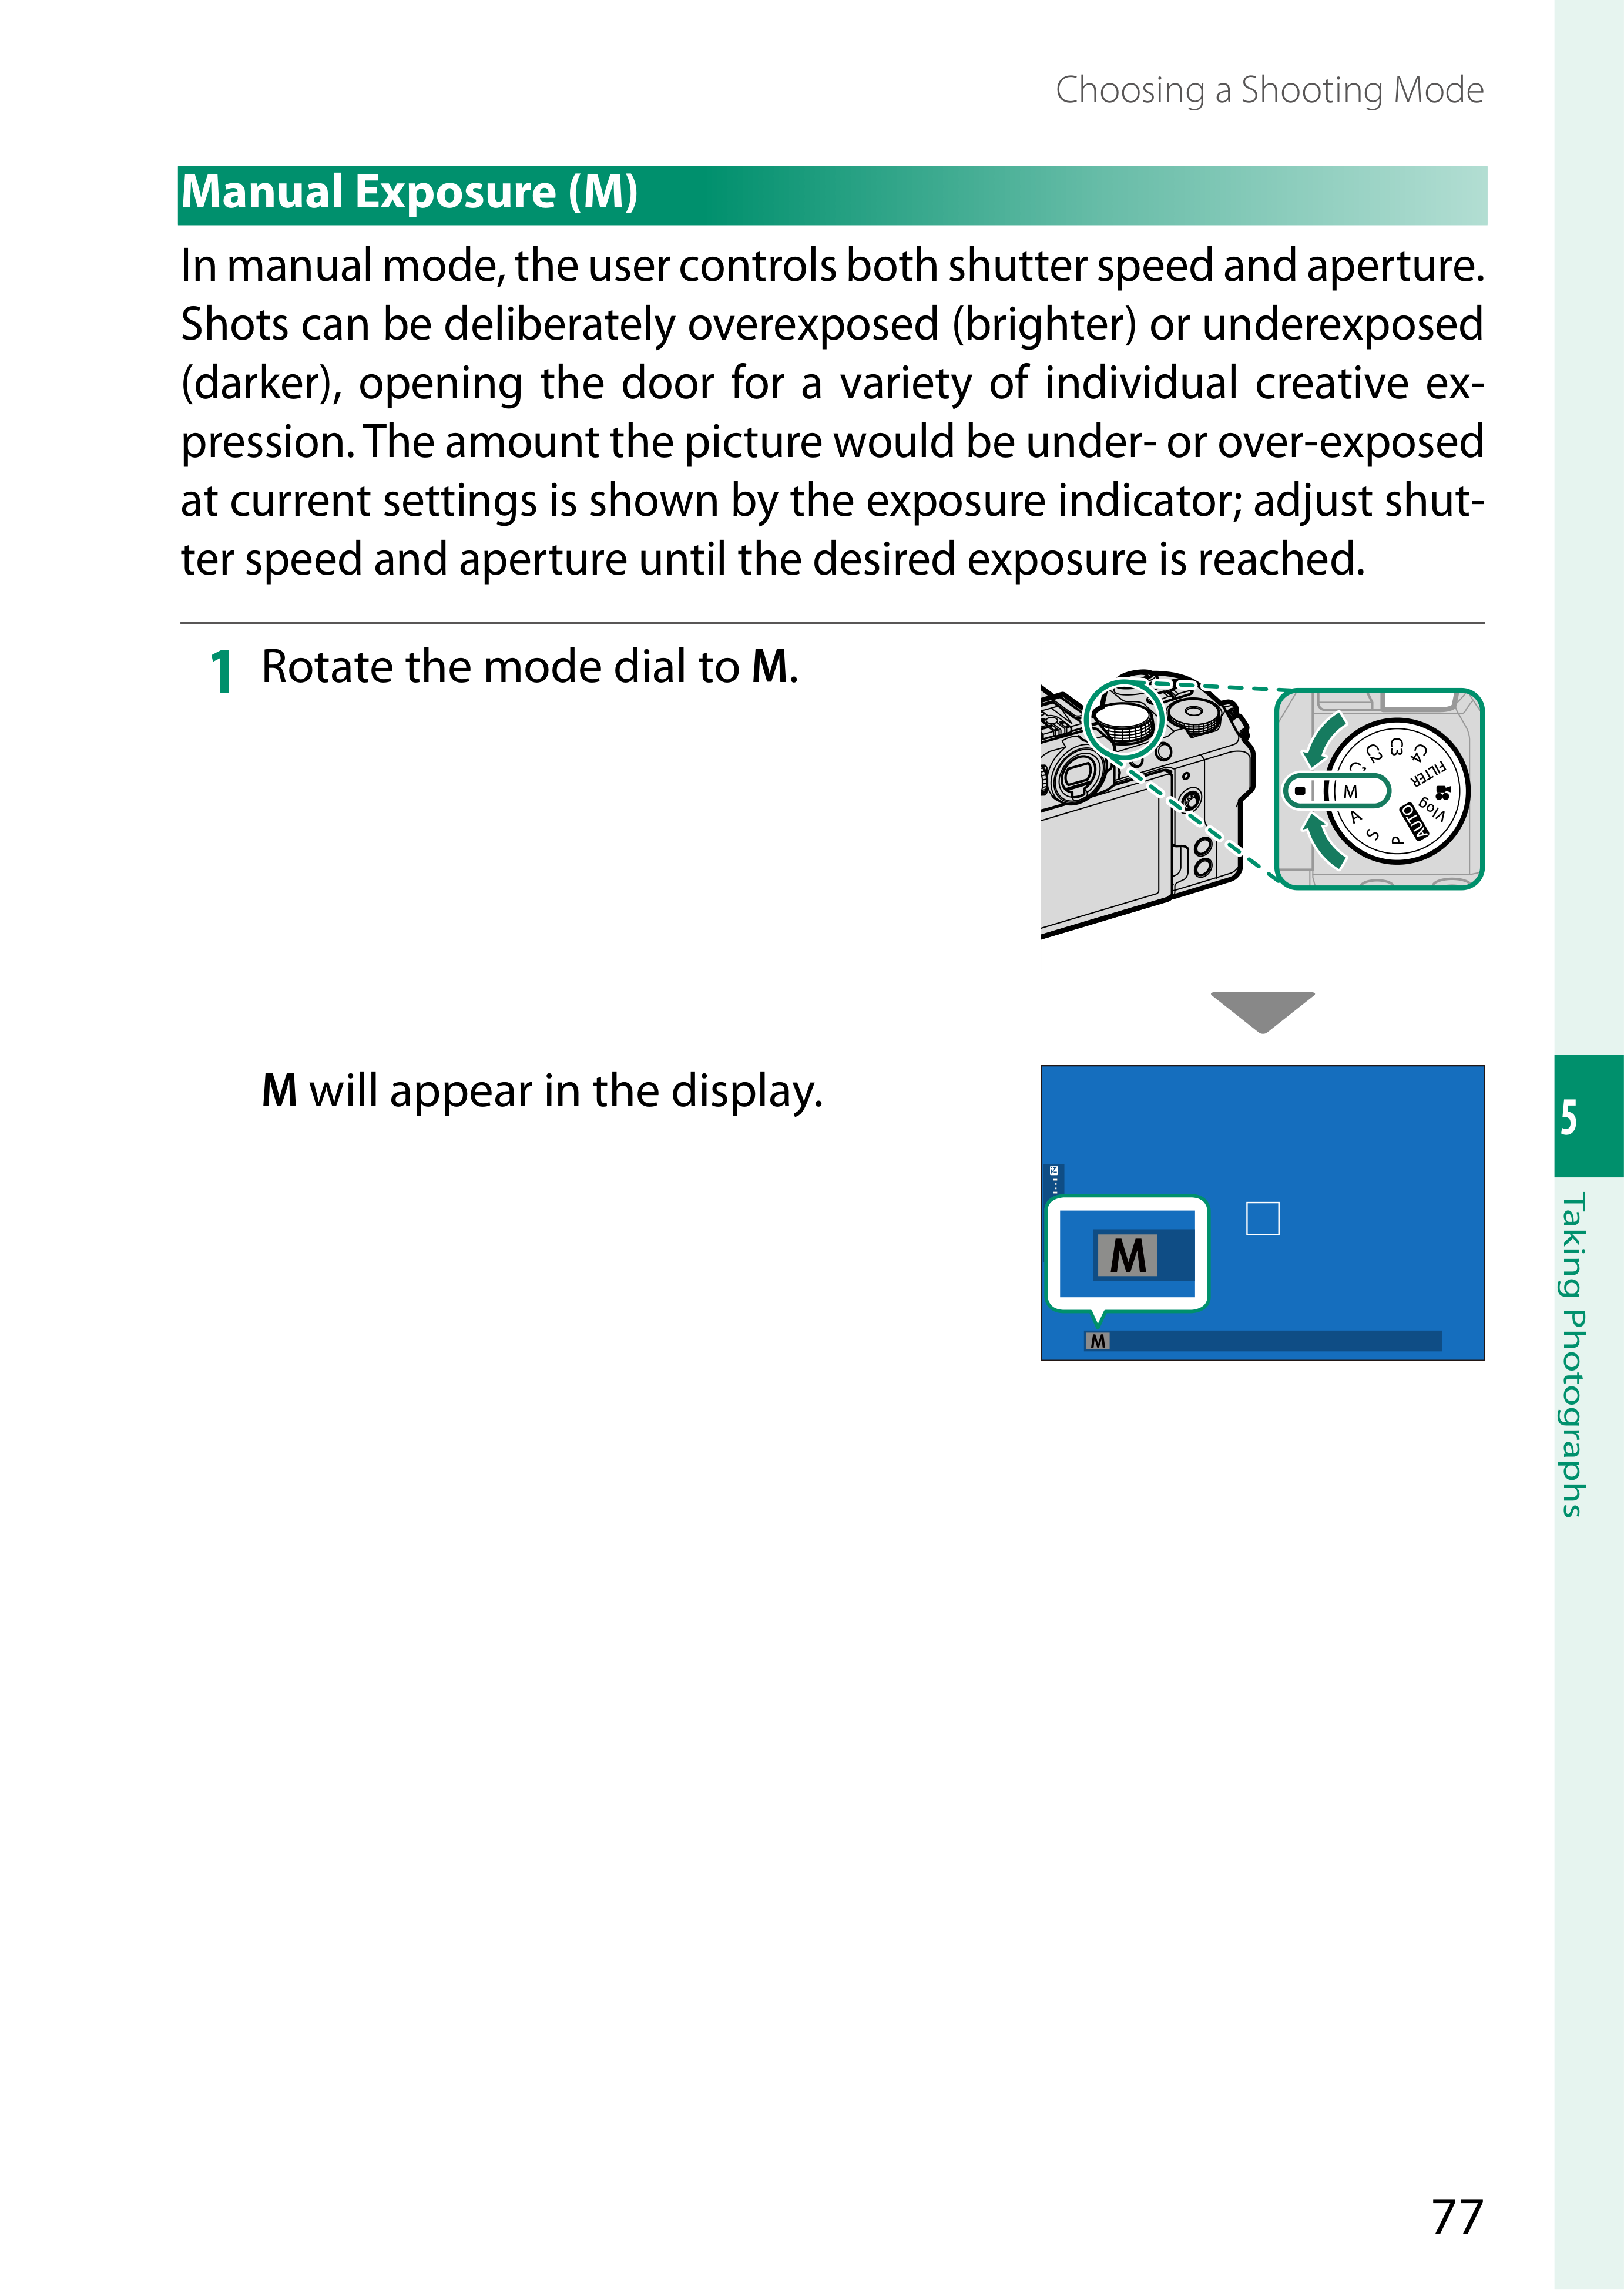 Choosing a Shooting Mode
Manual Exposure (M)
In manual mode, the user controls both shutter speed and aperture.
Shots can be deliberately overexposed (brighter) or underexposed
(darker), opening the door for a variety of individual creative ex-
pression. The amount the picture would be under- or over-exposed
at current settings is shown by the exposure indicator; adjust shut-
ter speed and aperture until the desired exposure is reached.
1 Rotate the mode dial to M.
C2
C3
C4
FILTER
Vlog
AUTO
P
S
A
M
M will appear in the display.
M
M
5
Taking Photographs
77